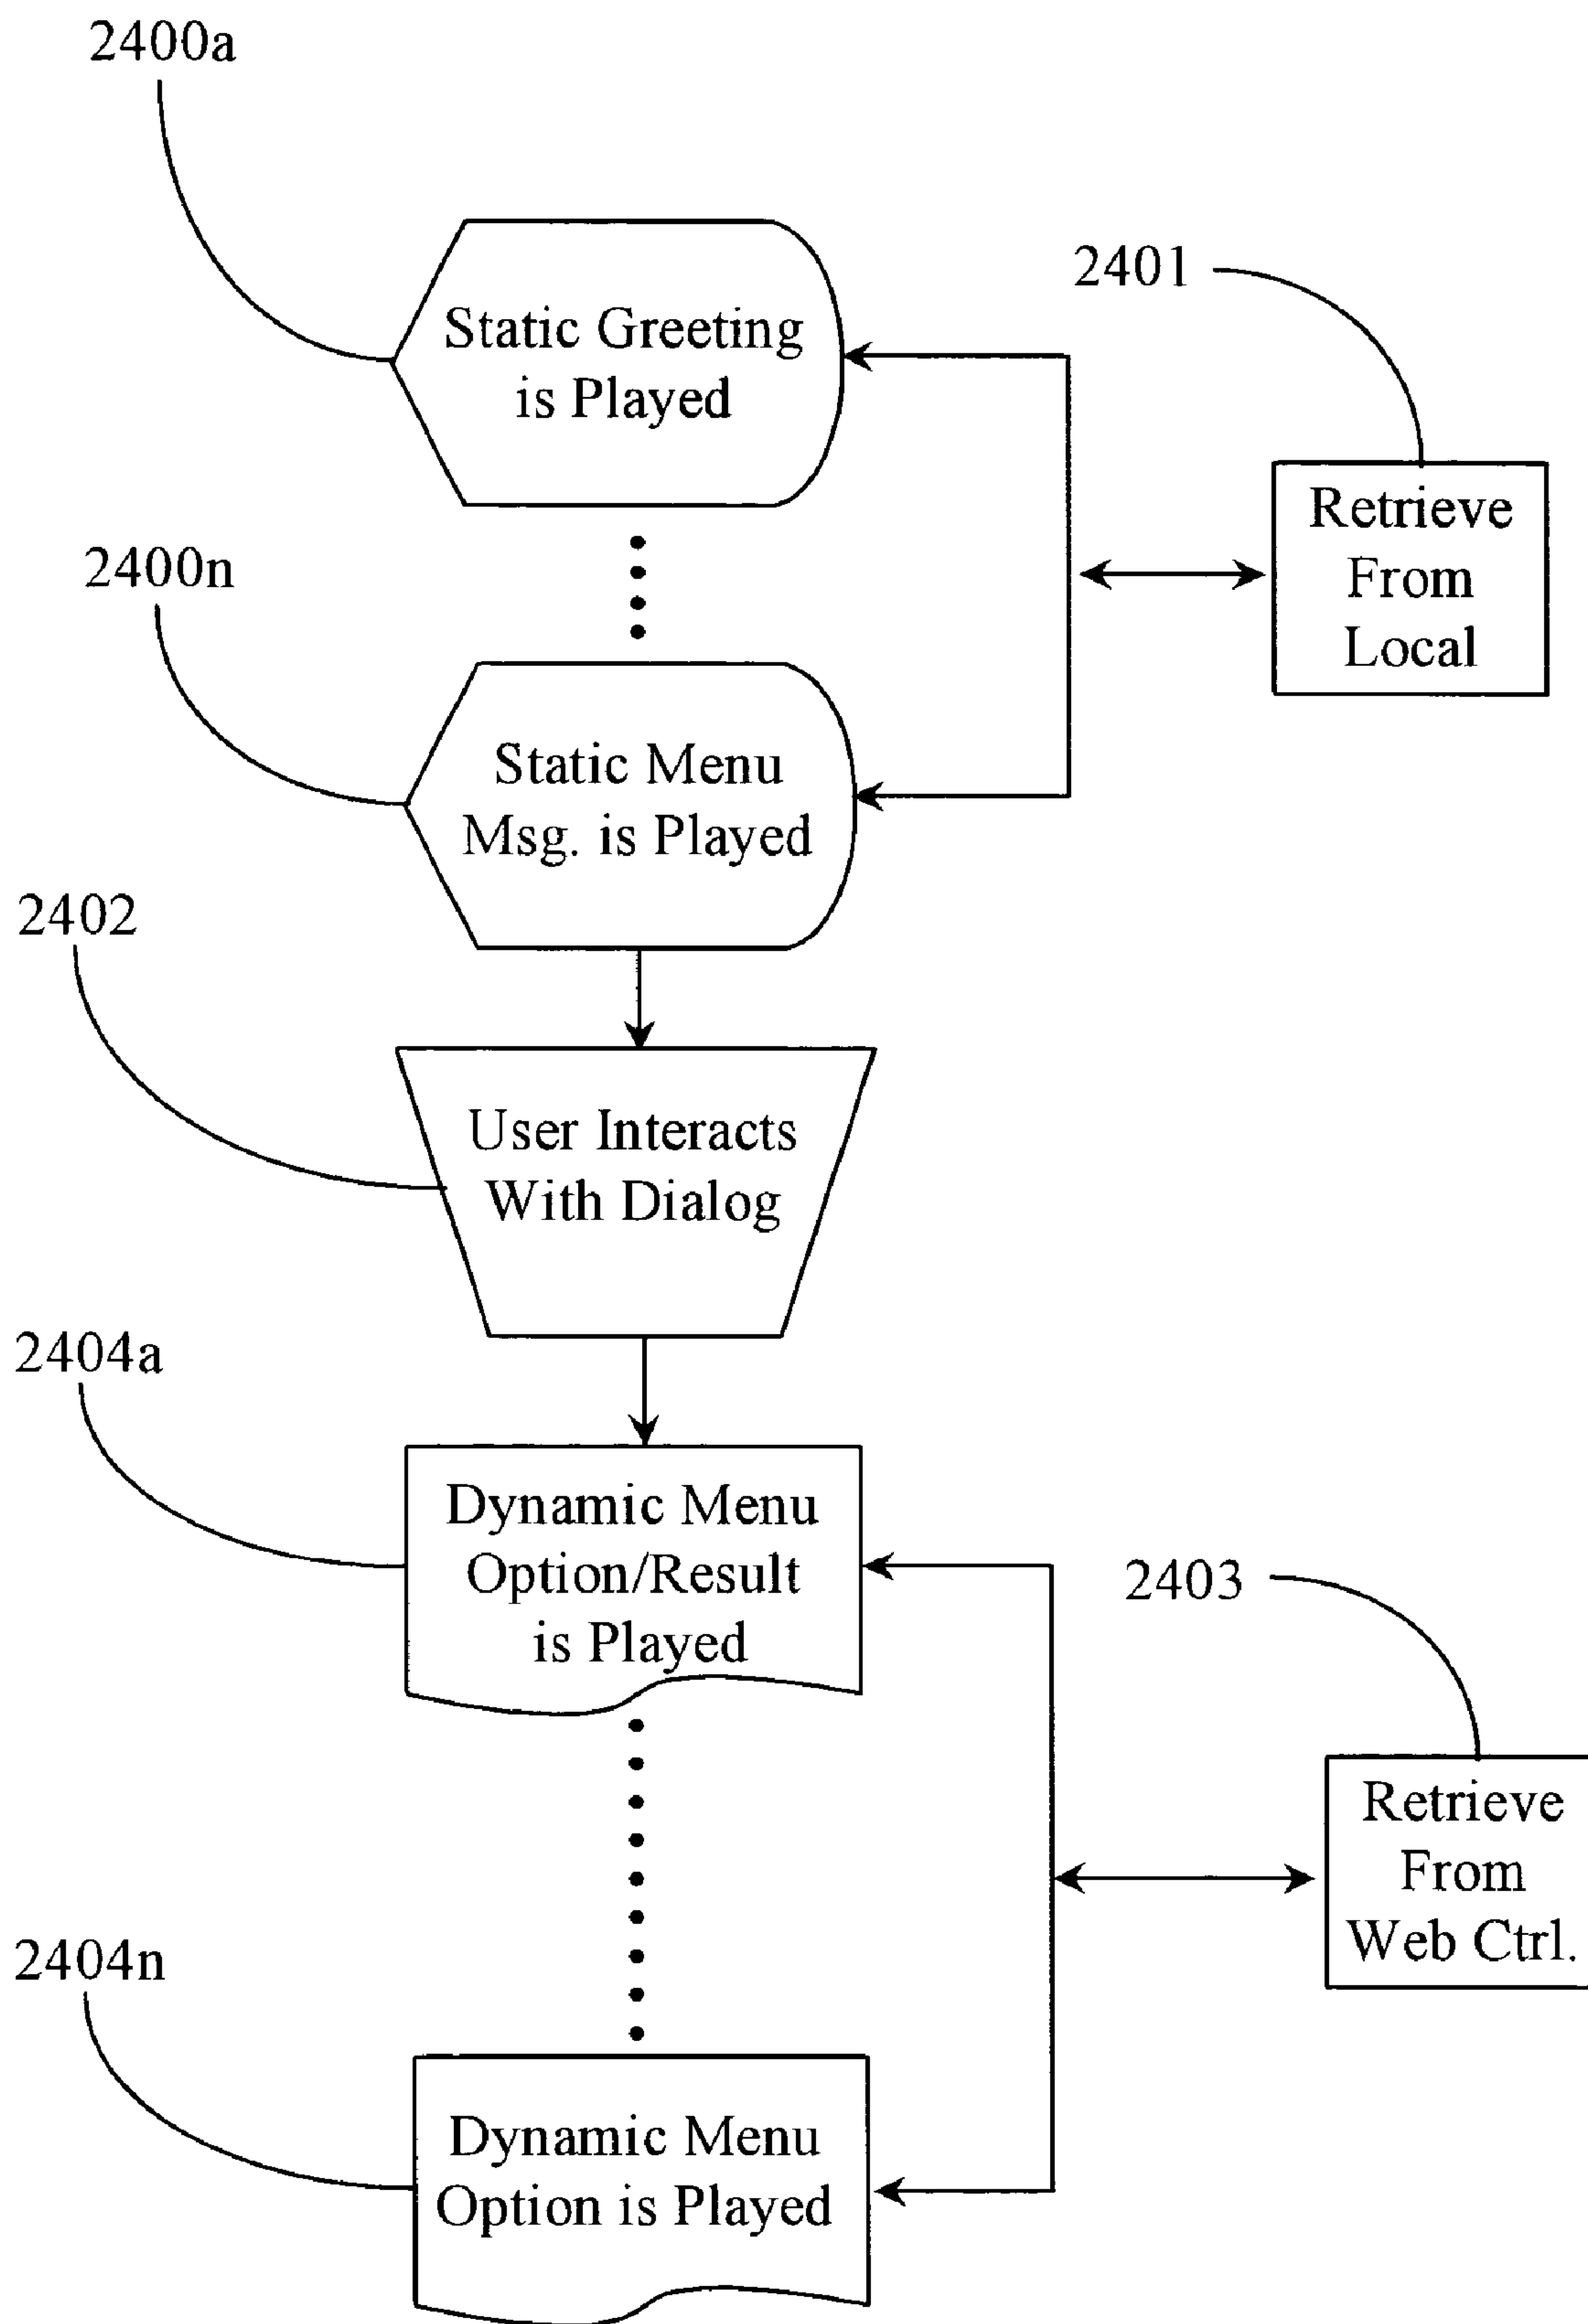 2400a
Static Greeting
is Played
2401
Retrieve
From
Local
2400n
Static Menu
Msg. is Played
2402
User Interacts
With Dialog
2404a
Dynamic Menu
Option/Result
is Played
2403
Retrieve
From
Web Ctrl.
2404n
Dynamic Menu
Option is Played